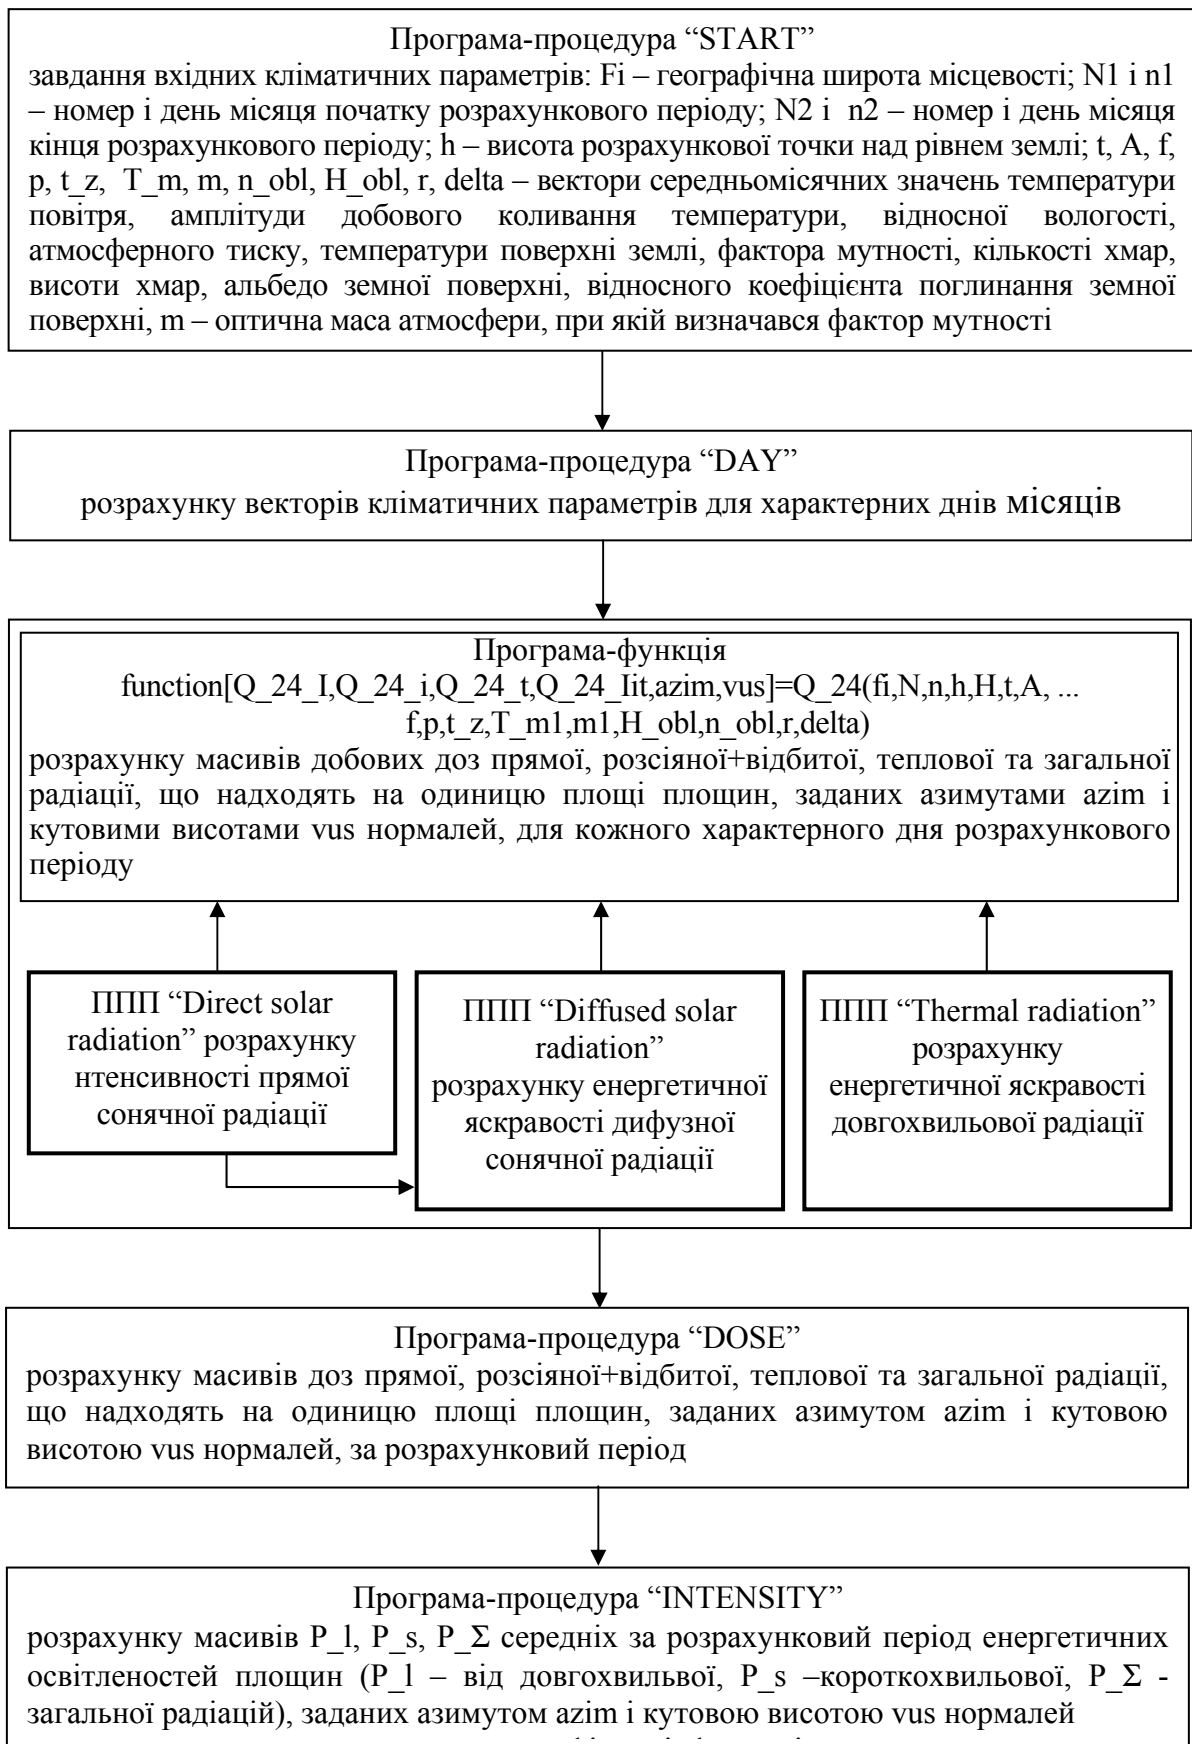 Програма-процедура “START”
завдання вхідних кліматичних параметрів: Fi – географічна широта місцевості; N1 і n1
– номер і день місяця початку розрахункового періоду; N2 і n2 – номер і день місяця
кінця розрахункового періоду; h – висота розрахункової точки над рівнем землі; t, A, f,
p, t_z, T_m, m, n_obl, H_obl, r, delta – вектори середньомісячних значень температури
повітря, амплітуди добового коливання температури, відносної вологості,
атмосферного тиску, температури поверхні землі, фактора мутності, кількості хмар,
висоти хмар, альбедо земної поверхні, відносного коефіцієнта поглинання земної
поверхні, m – оптична маса атмосфери, при якій визначався фактор мутності
Програма-процедура “DAY”
розрахунку векторів кліматичних параметрів для характерних днів місяців
Програма-функція
function[Q_24_I,Q_24_i,Q_24_t,Q_24_Iit,azim,vus]=Q_24(fi,N,n,h,H,t,A, ...
f,p,t_z,T_m1,m1,H_obl,n_obl,r,delta)
розрахунку масивів добових доз прямої, розсіяної+відбитої, теплової та загальної
радіації, що надходять на одиницю площі площин, заданих азимутами azim і
кутовими висотами vus нормалей, для кожного характерного дня розрахункового
періоду
ППП “Direct solar
radiation” розрахунку
нтенсивності прямої
сонячної радіації
ППП “Diffused solar
radiation”
розрахунку енергетичної
яскравості дифузної
сонячної радіації
ППП “Thermal radiation”
розрахунку
енергетичної яскравості
довгохвильової радіації
Програма-процедура “DOSE”
розрахунку масивів доз прямої, розсіяної+відбитої, теплової та загальної радіації,
що надходять на одиницю площі площин, заданих азимутом azim і кутовою
висотою vus нормалей, за розрахунковий період
Програма-процедура “INTENSITY”
розрахунку масивів P_l, P_s, P_Σ середніх за розрахунковий період енергетичних
освітленостей площин (P_l – від довгохвильвої, P_s –короткохвильової, P_Σ -
загальної радіацій), заданих азимутом azim і кутовою висотою vus нормалей